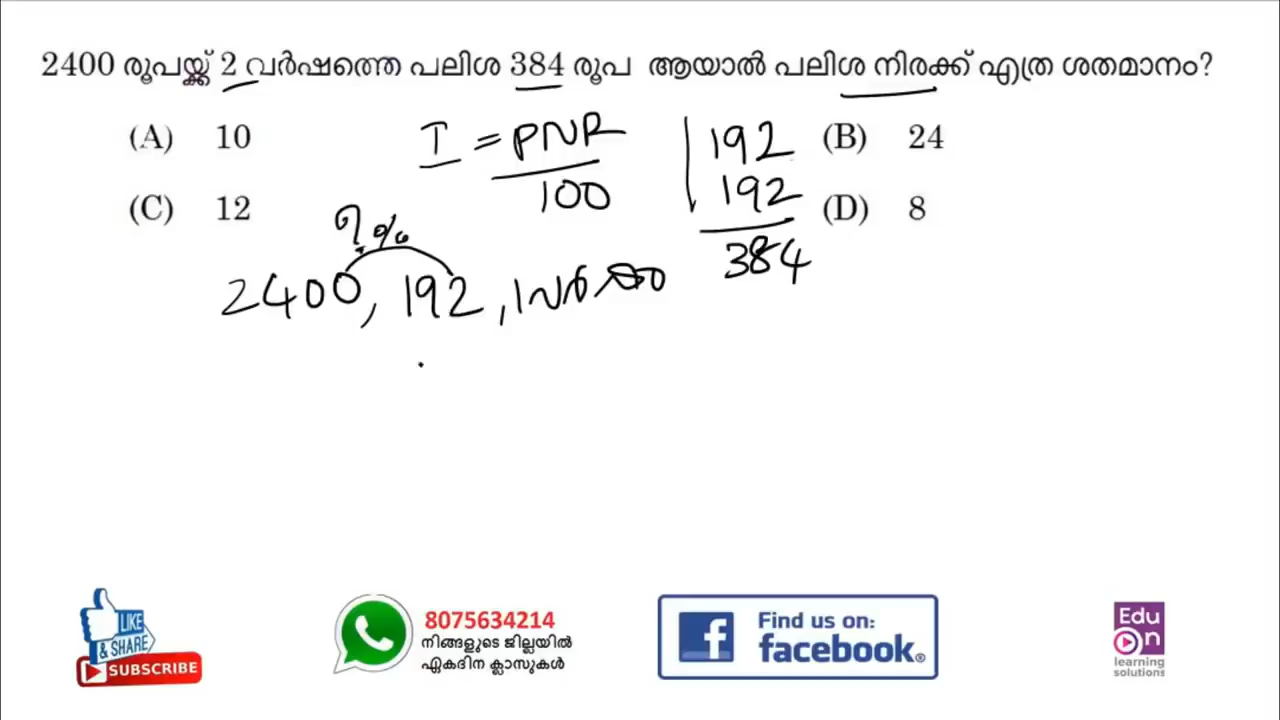 2400 രൂപയ്ക്ക് 2 വർഷത്തെ പലിശ 384 രൂപ ആയാൽ പലിശ നിരക്ക് എത്ര ശതമാനം?
(A) 10
(B) 24
(C) 12
(D) 8
I = PNR
100
192
192
384
?%
2400, 192, 1വർഷം
LIKE
& SHARE
SUBSCRIBE
8075634214
നിങ്ങളുടെ ജില്ലയിൽ
ഏകദിന ക്ലാസുകൾ
Find us on:
facebook®
Edu
On
learning
solutions